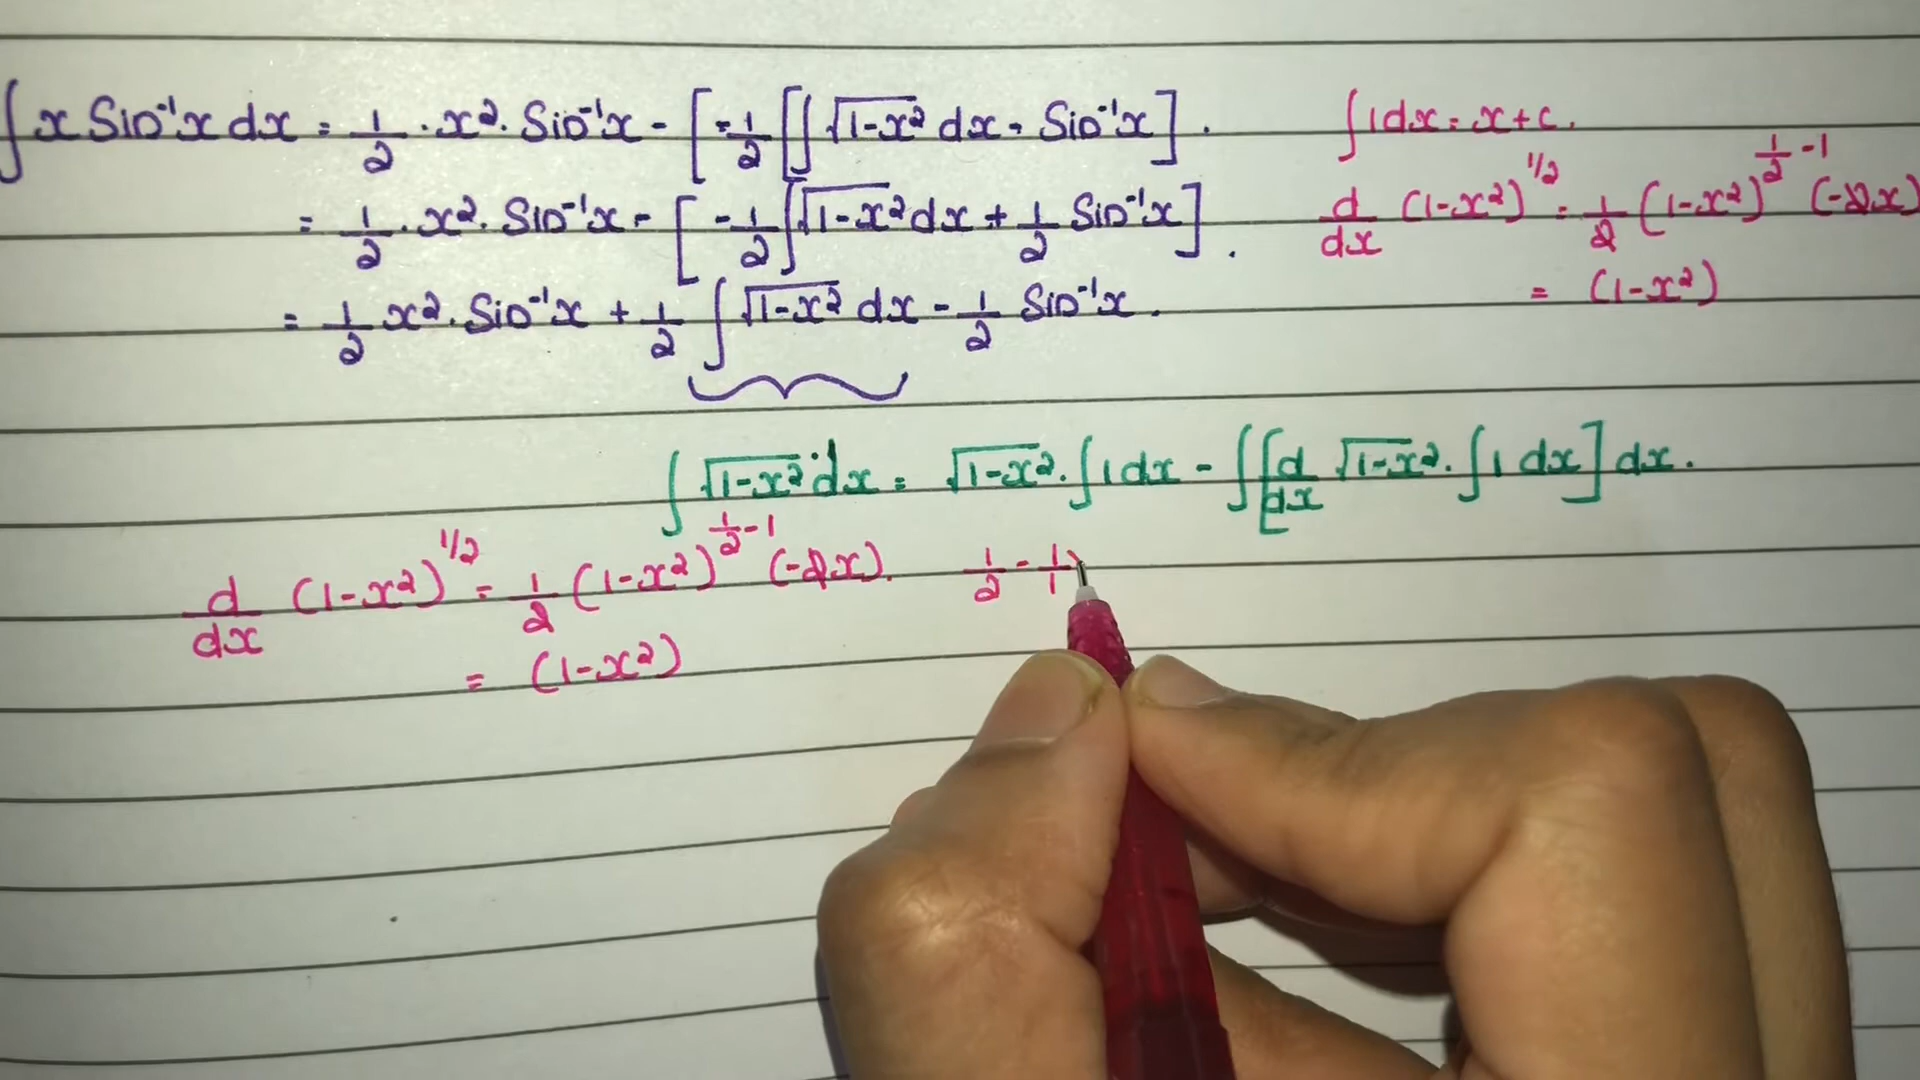 ∫ x Sin⁻¹x dx = 1/2 · x² · Sin⁻¹x - [-1/2 [∫ √(1-x²) dx - Sin⁻¹x] .
= 1/2 · x² · Sin⁻¹x - [-1/2 ∫ √(1-x²) dx + 1/2 Sin⁻¹x] .
= 1/2 x² · Sin⁻¹x + 1/2 ∫ √(1-x²) dx - 1/2 Sin⁻¹x .
∫ 1 dx = x + c .
d/dx (1-x²)^(1/2) = 1/2 (1-x²)^(1/2 - 1) (-2x)
= (1-x²)
∫ √(1-x²) · 1 dx = √(1-x²) · ∫ 1 dx - ∫ [d/dx √(1-x²) · ∫ 1 dx] dx .
d/dx (1-x²)^(1/2) = 1/2 (1-x²)^(1/2 - 1) (-2x) . 1/2 - 1/1
= (1-x²)